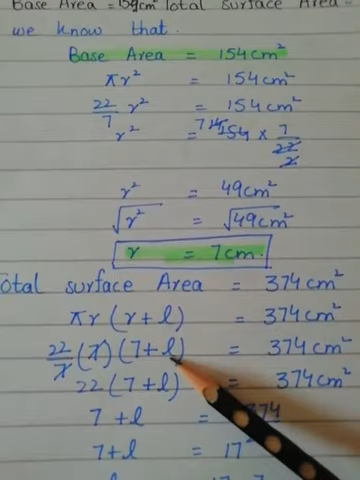 Base Area = 154cm² Total Surface Area =
we know that.
Base Area = 154cm²
πr² = 154cm²
22/7 r² = 154cm²
r² = 154 × 7/22
r² = 49cm²
√r² = √49cm²
r = 7cm.
Total surface Area = 374cm²
πr(r+l) = 374cm²
22/7(7)(7+l) = 374cm²
22(7+l) = 374cm²
7+l = 374
7+l = 17